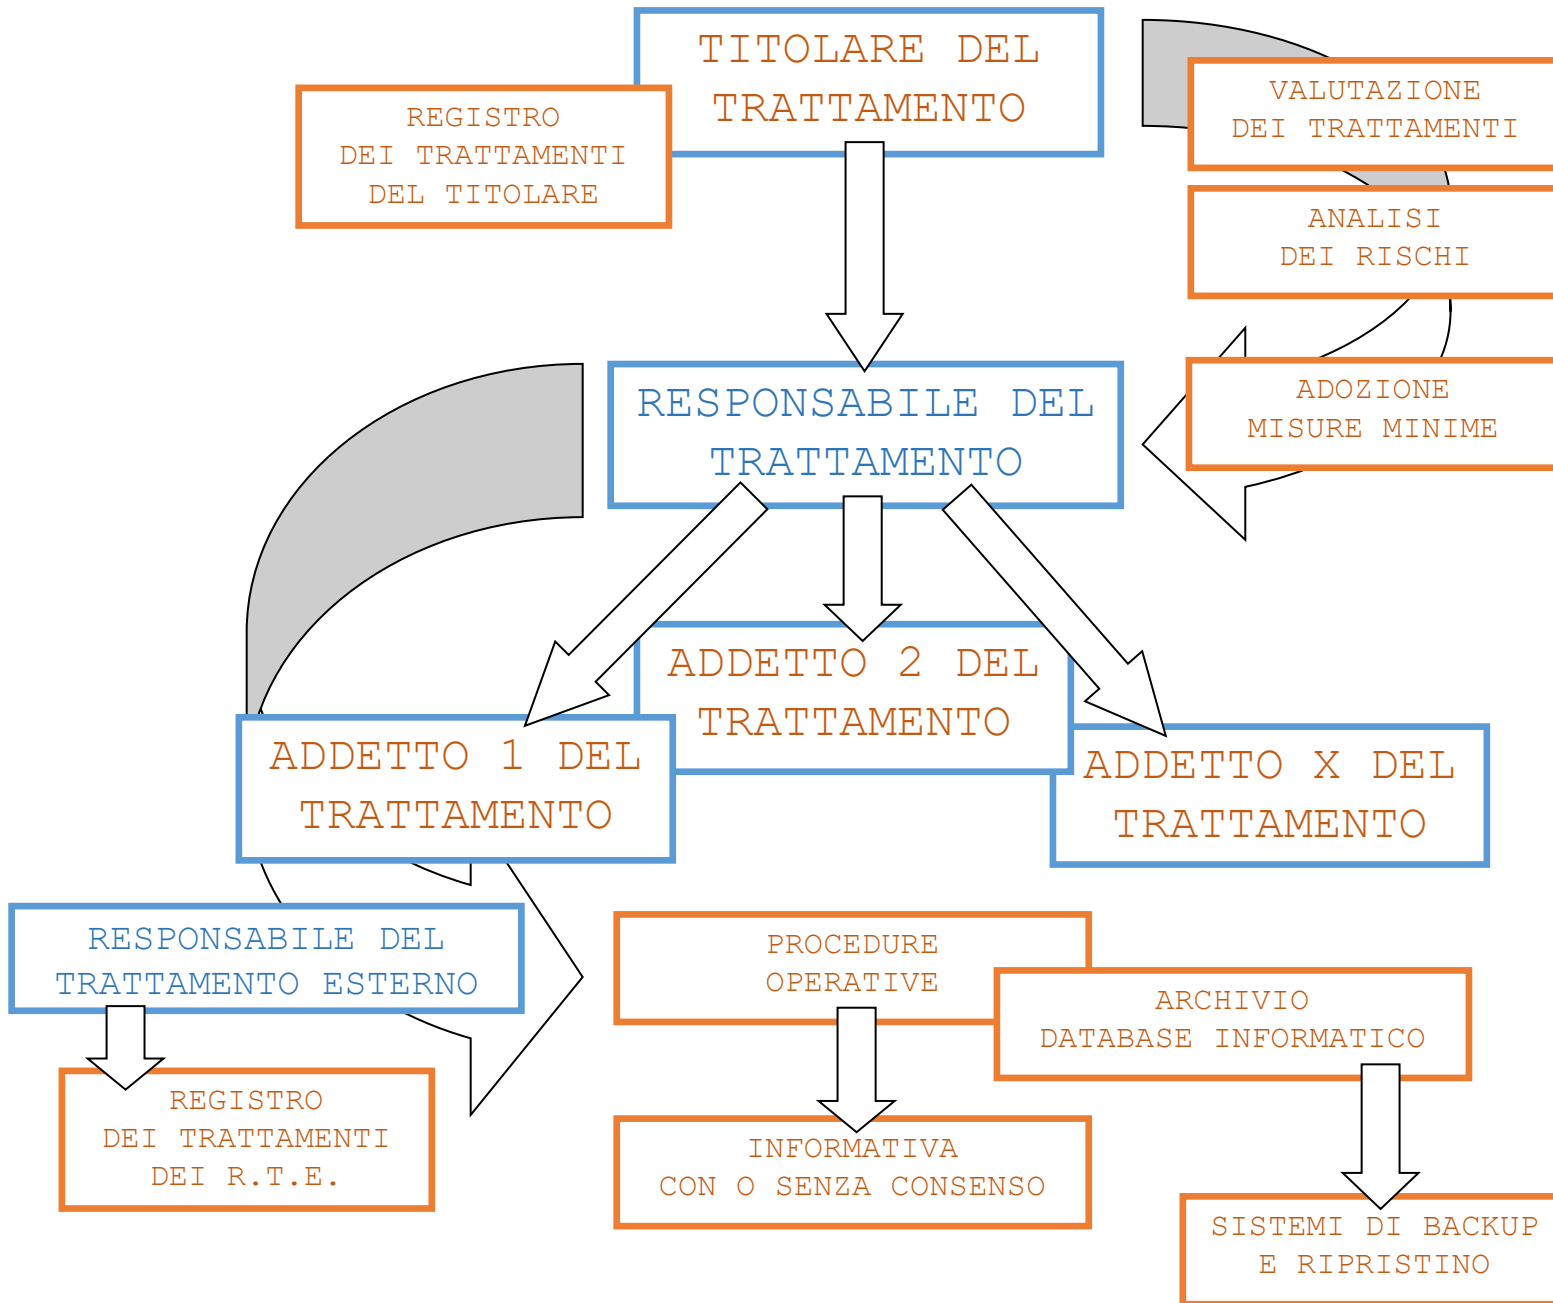 TITOLARE DEL
TRATTAMENTO
REGISTRO
DEI TRATTAMENTI
DEL TITOLARE
VALUTAZIONE
DEI TRATTAMENTI
ANALISI
DEI RISCHI
ADOZIONE
MISURE MINIME
RESPONSABILE DEL
TRATTAMENTO
ADDETTO 2 DEL
TRATTAMENTO
ADDETTO 1 DEL
TRATTAMENTO
ADDETTO X DEL
TRATTAMENTO
RESPONSABILE DEL
TRATTAMENTO ESTERNO
REGISTRO
DEI TRATTAMENTI
DEI R.T.E.
PROCEDURE
OPERATIVE
ARCHIVIO
DATABASE INFORMATICO
INFORMATIVA
CON O SENZA CONSENSO
SISTEMI DI BACKUP
E RIPRISTINO